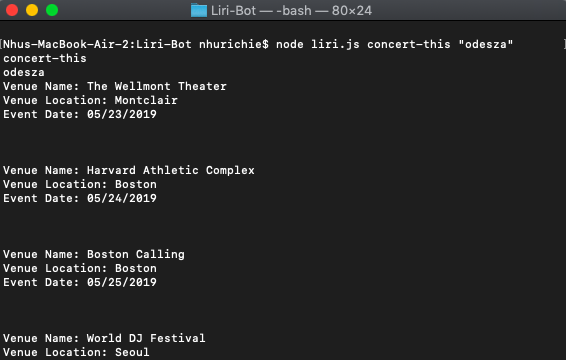 Liri-Bot — -bash — 80×24
[Nhus-MacBook-Air-2:Liri-Bot nhurichie$ node liri.js concert-this "odesza" ]
concert-this
odesza
Venue Name: The Wellmont Theater
Venue Location: Montclair
Event Date: 05/23/2019
Venue Name: Harvard Athletic Complex
Venue Location: Boston
Event Date: 05/24/2019
Venue Name: Boston Calling
Venue Location: Boston
Event Date: 05/25/2019
Venue Name: World DJ Festival
Venue Location: Seoul